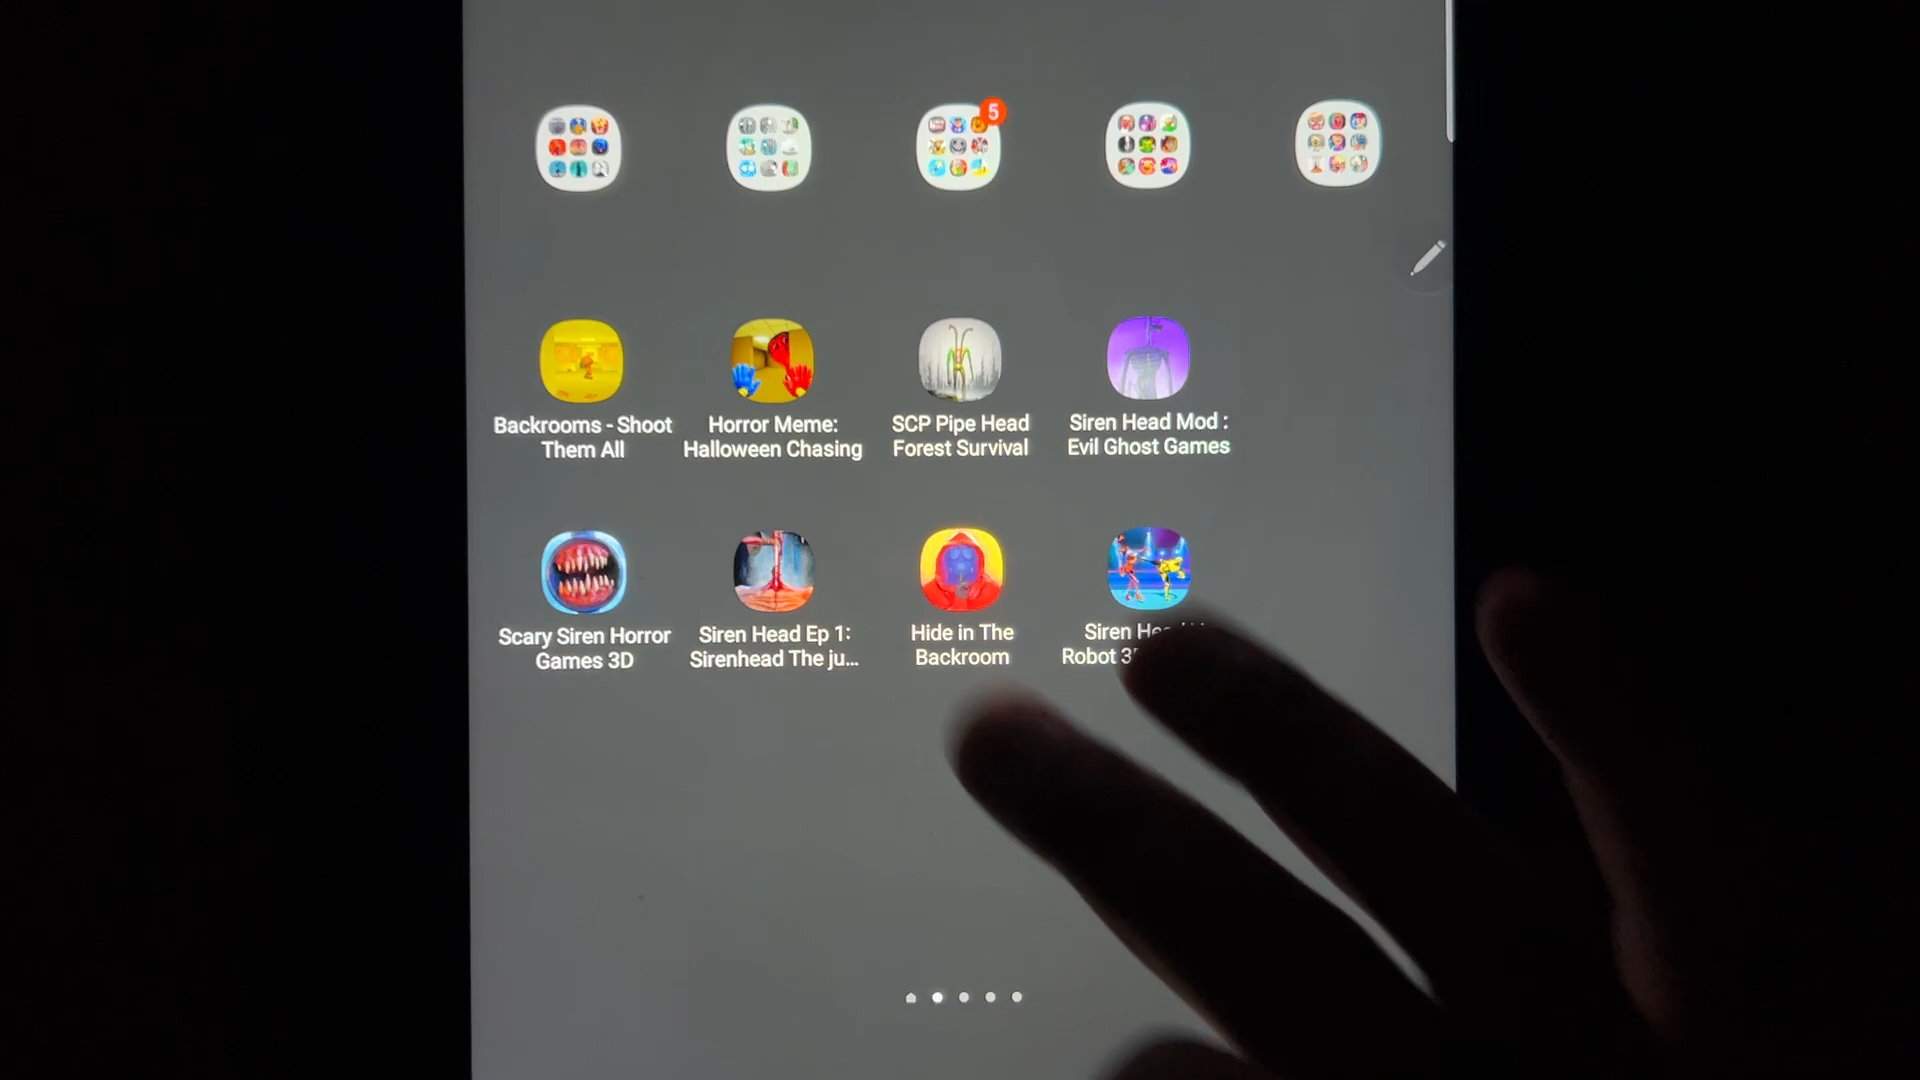 5
Backrooms - Shoot
Them All
Horror Meme:
Halloween Chasing
SCP Pipe Head
Forest Survival
Siren Head Mod :
Evil Ghost Games
Scary Siren Horror
Games 3D
Siren Head Ep 1:
Sirenhead The ju...
Hide in The
Backroom
Siren
Robot